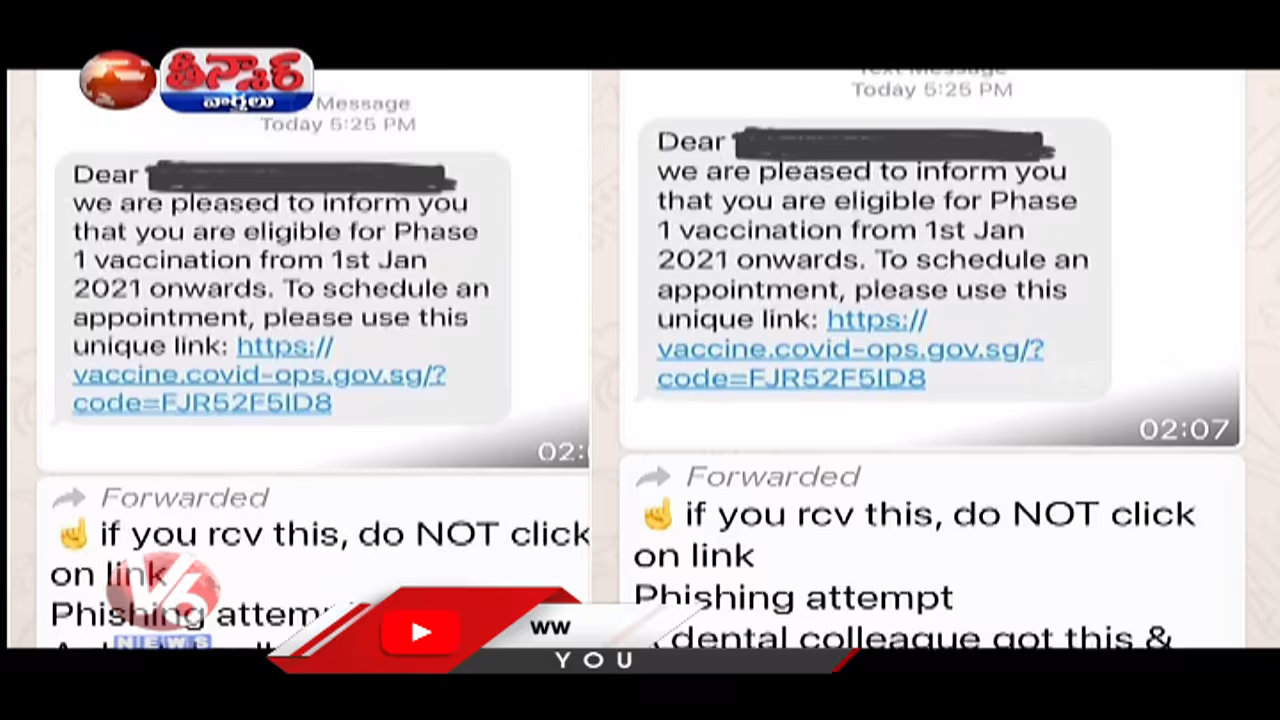 తీన్మార్
వార్తలు
Message
Today 5:25 PM
Dear
we are pleased to inform you
that you are eligible for Phase
1 vaccination from 1st Jan
2021 onwards. To schedule an
appointment, please use this
unique link: https://
vaccine.covid-ops.gov.sg/?
code=FJR52F5ID8
02:
Forwarded
☝ if you rcv this, do NOT click
on link
Phishing attem
Text Message
Today 5:25 PM
Dear
we are pleased to inform you
that you are eligible for Phase
1 vaccination from 1st Jan
2021 onwards. To schedule an
appointment, please use this
unique link: https://
vaccine.covid-ops.gov.sg/?
code=FJR52F5ID8
02:07
Forwarded
☝ if you rcv this, do NOT click
on link
Phishing attempt
dental colleague got this &
V6
NEWS
ww
YOU